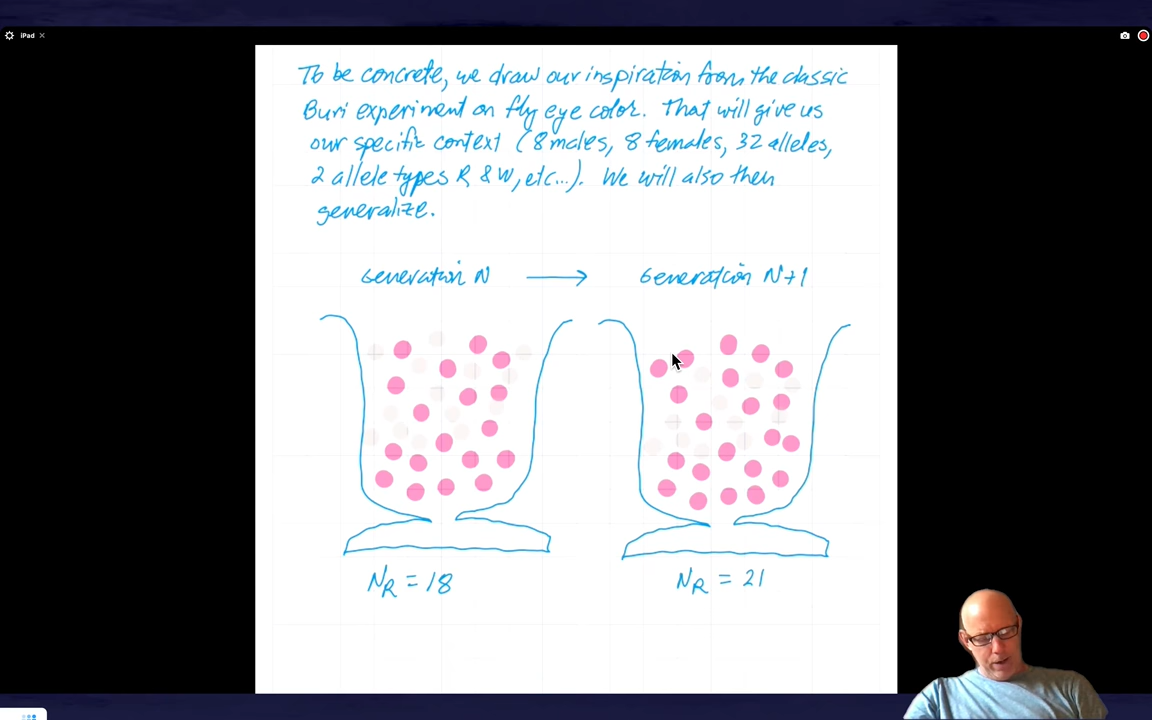 iPad
To be concrete, we draw our inspiration from the classic
Buri experiment on fly eye color. That will give us
our specific context (8 males, 8 females, 32 alleles,
2 allele types R & W, etc...). We will also then
generalize.
Generation N → Generation N+1
N_R = 18
N_R = 21